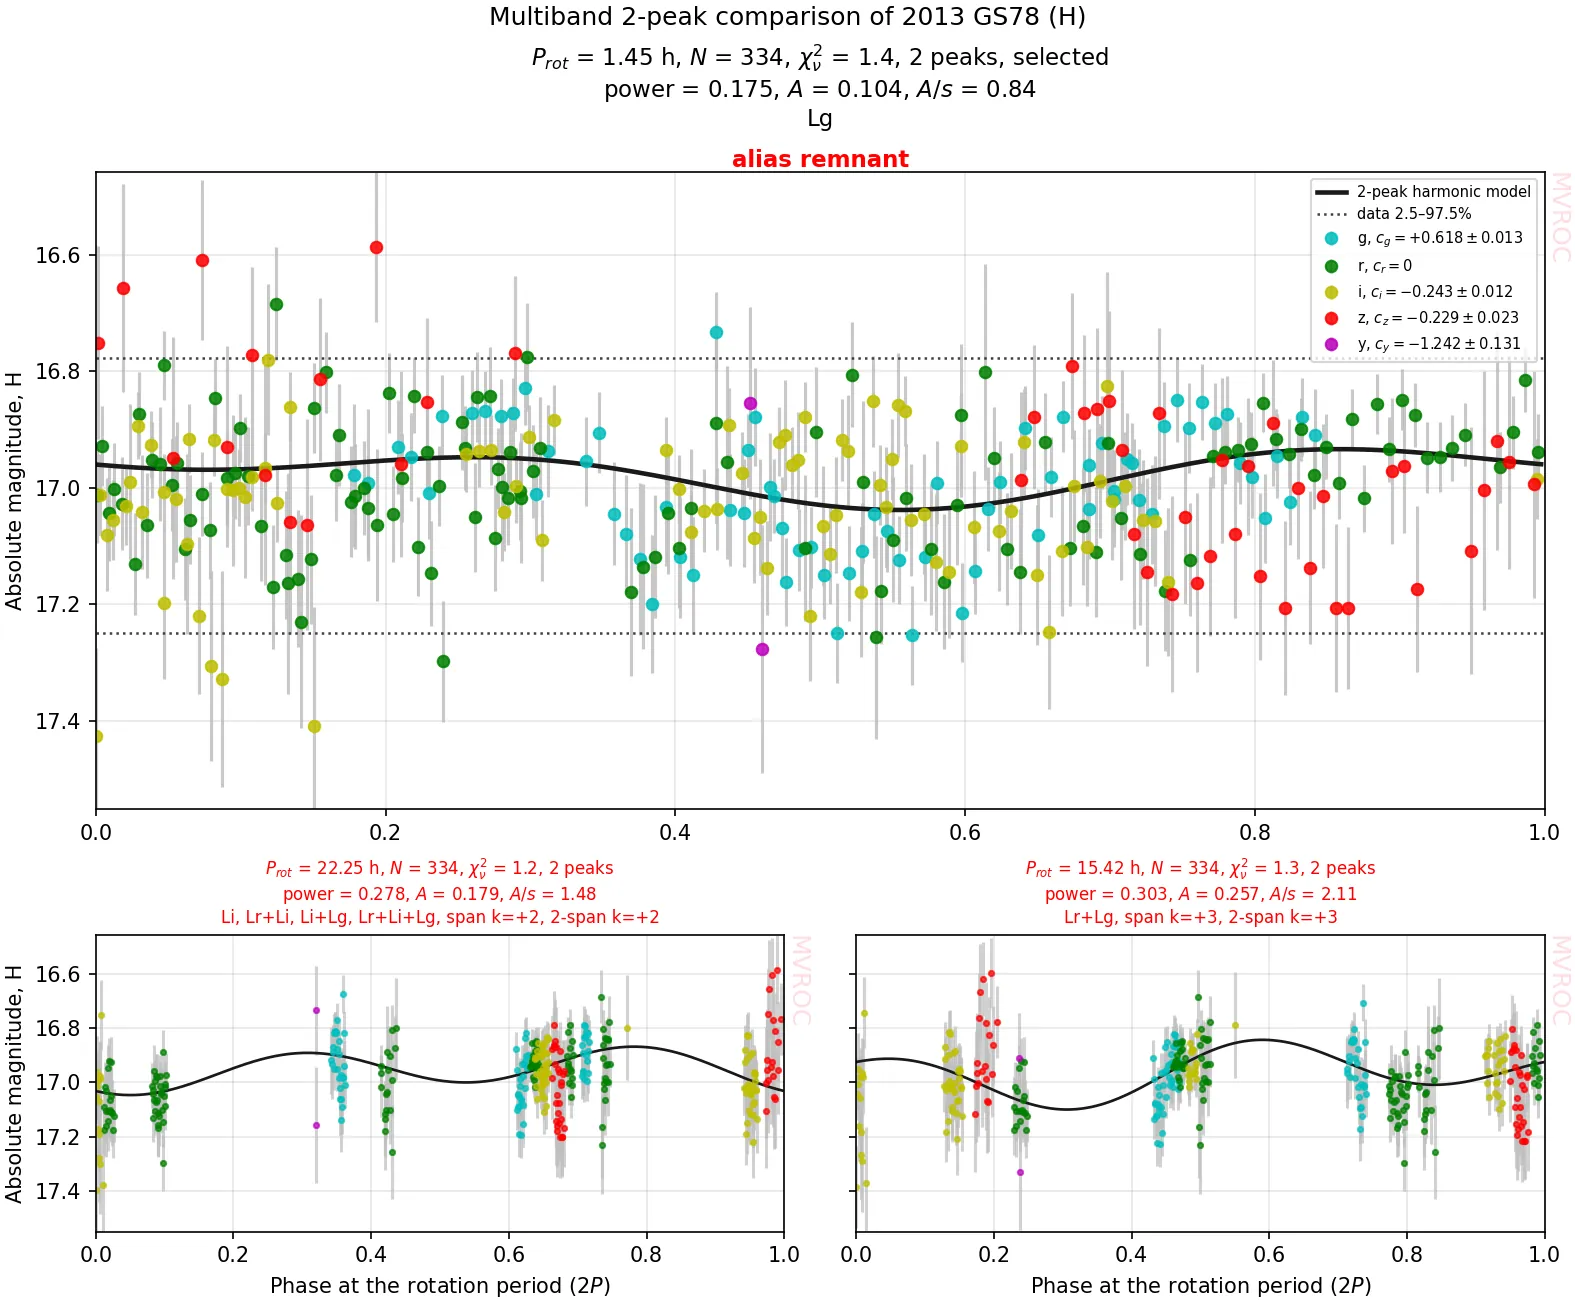 Multiband 2-peak comparison of 2013 GS78 (H)
P_rot = 1.45 h, N = 334, χ²_ν = 1.4, 2 peaks, selected
power = 0.175, A = 0.104, A/s = 0.84
Lg
alias remnant
MVROC
2-peak harmonic model
data 2.5–97.5%
g, c_g = +0.618 ± 0.013
r, c_r = 0
i, c_i = −0.243 ± 0.012
z, c_z = −0.229 ± 0.023
y, c_y = −1.242 ± 0.131
Absolute magnitude, H
16.6
16.8
17.0
17.2
17.4
0.0 0.2 0.4 0.6 0.8 1.0
P_rot = 22.25 h, N = 334, χ²_ν = 1.2, 2 peaks
power = 0.278, A = 0.179, A/s = 1.48
Li, Lr+Li, Li+Lg, Lr+Li+Lg, span k=+2, 2-span k=+2
MVROC
Absolute magnitude, H
16.6
16.8
17.0
17.2
17.4
0.0 0.2 0.4 0.6 0.8 1.0
Phase at the rotation period (2P)
P_rot = 15.42 h, N = 334, χ²_ν = 1.3, 2 peaks
power = 0.303, A = 0.257, A/s = 2.11
Lr+Lg, span k=+3, 2-span k=+3
MVROC
0.0 0.2 0.4 0.6 0.8 1.0
Phase at the rotation period (2P)